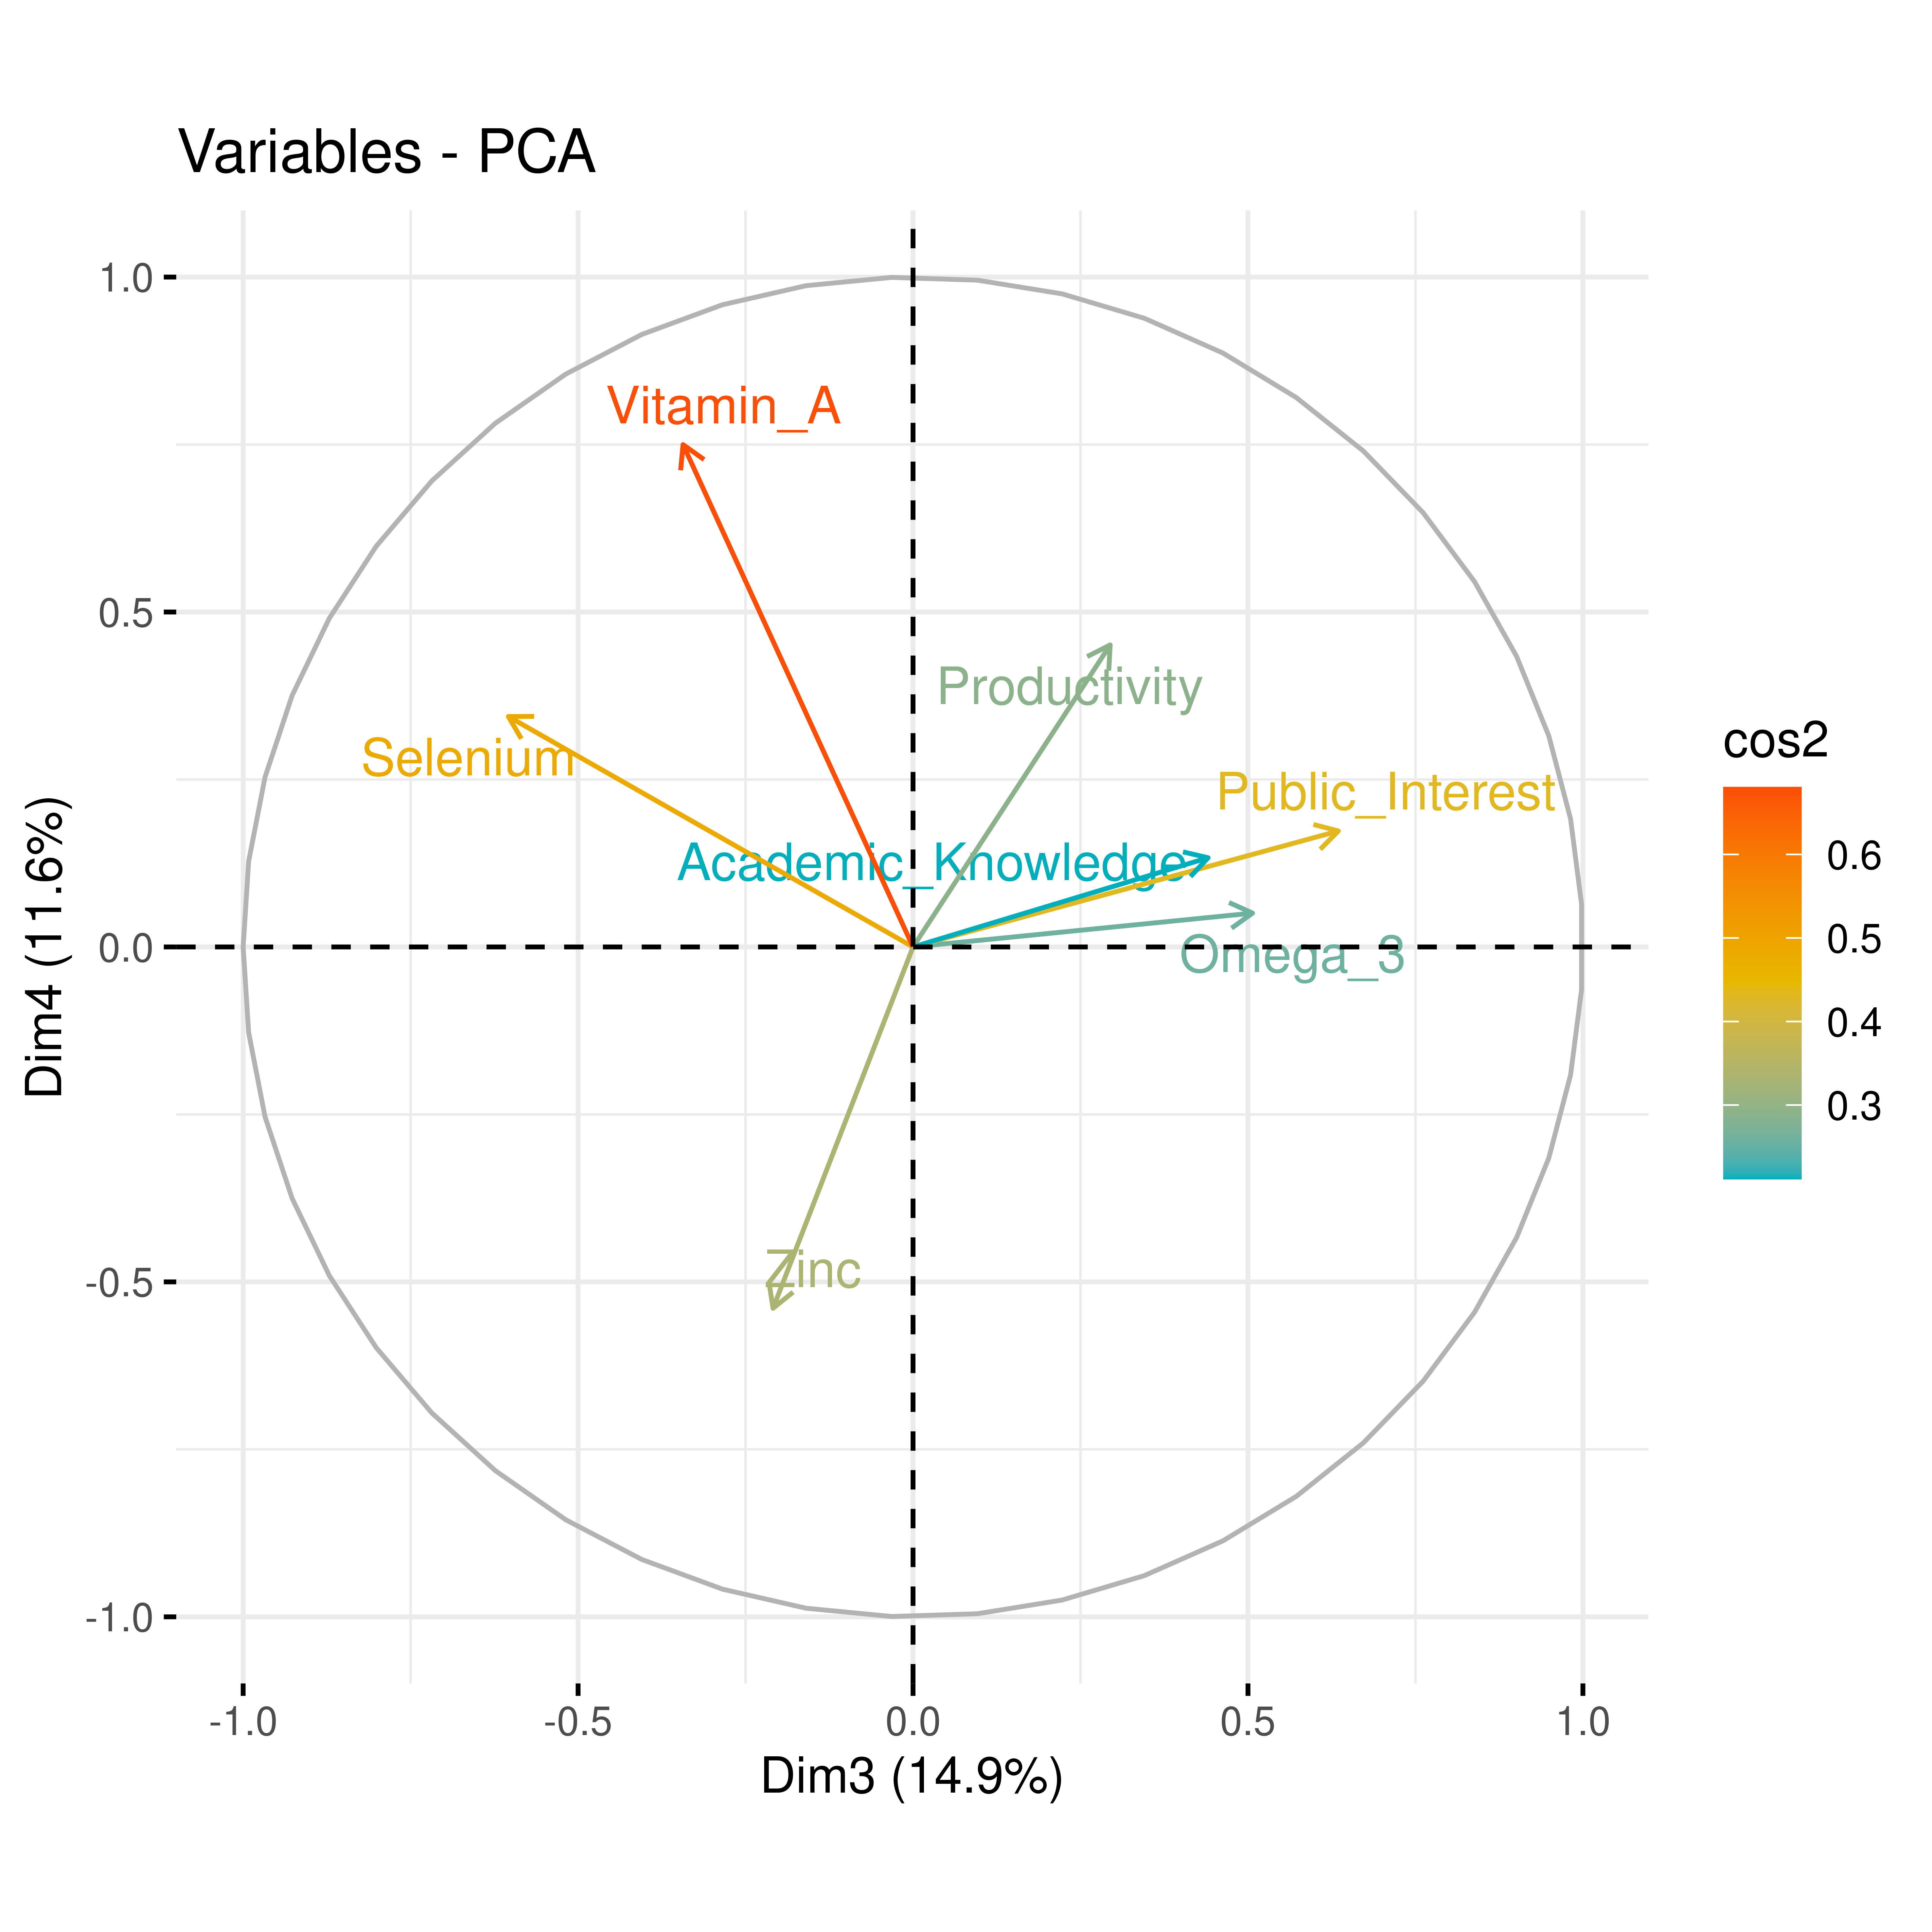 Variables - PCA
1.0
0.5
0.0
-0.5
-1.0
Dim4 (11.6%)
Vitamin_A
Productivity
Selenium
Public_Interest
Academic_Knowledge
Omega_3
Zinc
-1.0
-0.5
0.0
0.5
1.0
Dim3 (14.9%)
cos2
0.6
0.5
0.4
0.3